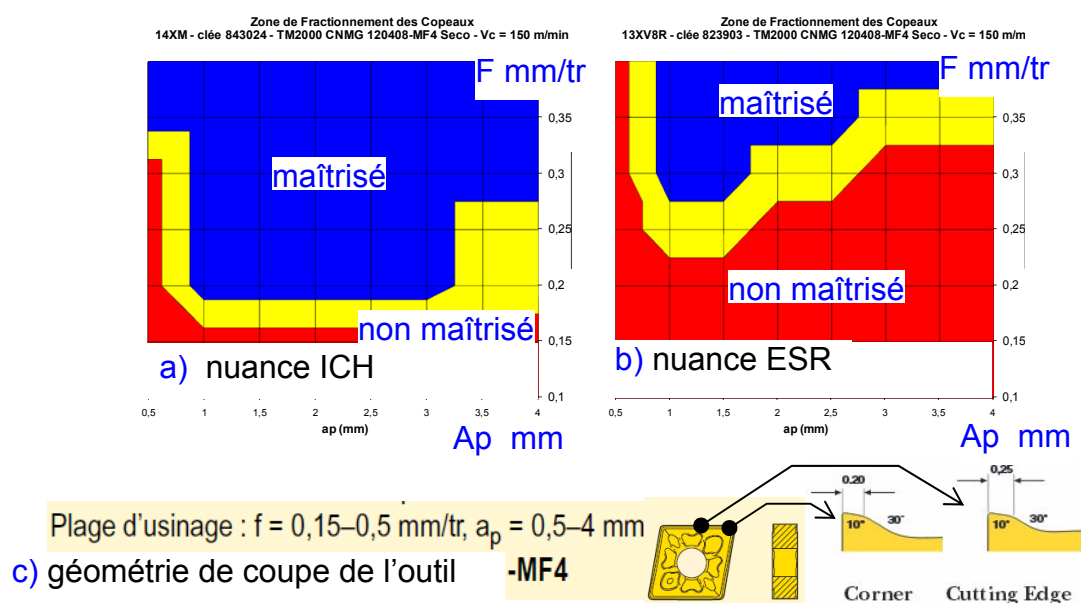 Zone de Fractionnement des Copeaux
14XM - clée 843024 - TM2000 CNMG 120408-MF4 Seco - Vc = 150 m/min
Zone de Fractionnement des Copeaux
13XV8R - clée 823903 - TM2000 CNMG 120408-MF4 Seco - Vc = 150 m/m
F mm/tr
maîtrisé
non maîtrisé
0,35
0,3
0,25
0,2
0,15
0,1
a) nuance ICH
0,5 1 1,5 2 2,5 3 3,5 4
ap (mm)
Ap mm
F mm/tr
maîtrisé
non maîtrisé
0,35
0,3
0,25
0,2
0,15
0,1
b) nuance ESR
0,5 1 1,5 2 2,5 3 3,5 4
ap (mm)
Ap mm
Plage d'usinage : f = 0,15–0,5 mm/tr, ap = 0,5–4 mm
c) géométrie de coupe de l'outil -MF4
0.20
10° 30°
Corner
0,25
10° 30°
Cutting Edge